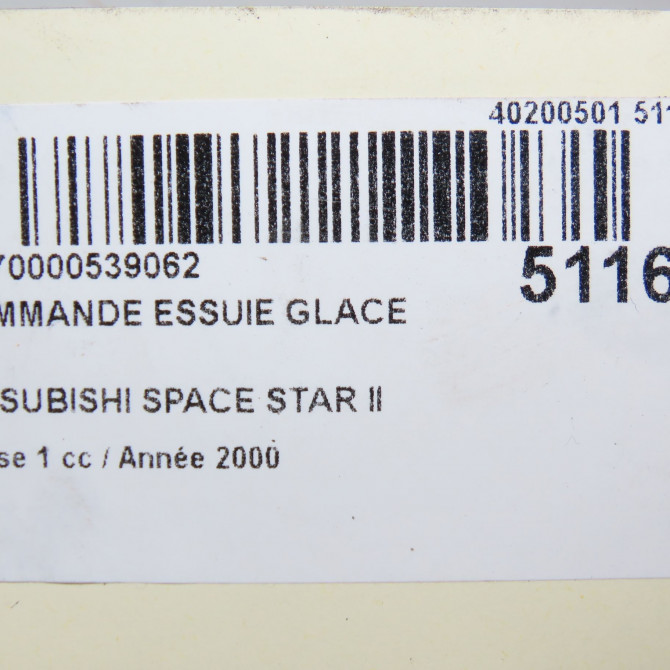 40200501 511
70000539062
5116
MMANDE ESSUIE GLACE
SUBISHI SPACE STAR II
se 1 cc / Année 2000